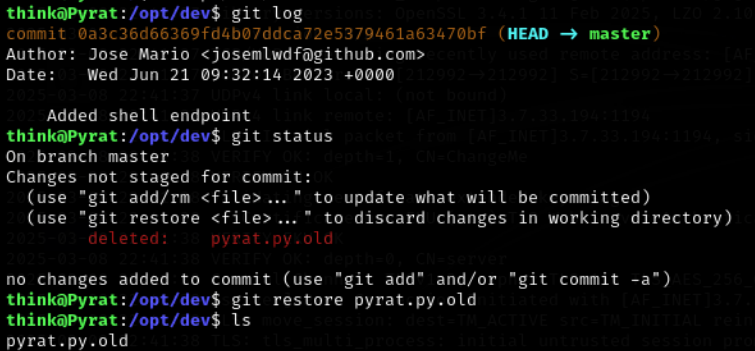 think@Pyrat:/opt/dev$ git log
commit 0a3c36d66369fd4b07ddca72e5379461a63470bf (HEAD → master)
Author: Jose Mario <josemlwdf@github.com>
Date:   Wed Jun 21 09:32:14 2023 +0000
    Added shell endpoint
think@Pyrat:/opt/dev$ git status
On branch master
Changes not staged for commit:
  (use "git add/rm <file>..." to update what will be committed)
  (use "git restore <file>..." to discard changes in working directory)
        deleted:    pyrat.py.old
no changes added to commit (use "git add" and/or "git commit -a")
think@Pyrat:/opt/dev$ git restore pyrat.py.old
think@Pyrat:/opt/dev$ ls
pyrat.py.old